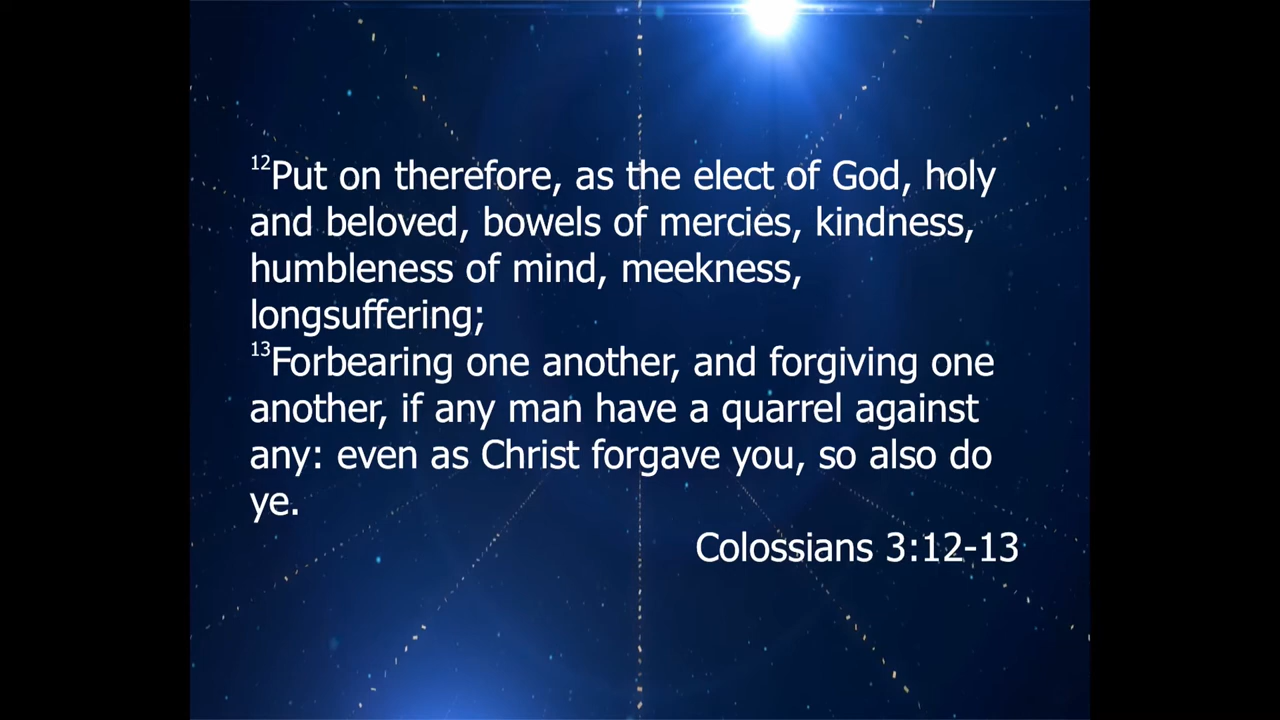 12Put on therefore, as the elect of God, holy
and beloved, bowels of mercies, kindness,
humbleness of mind, meekness,
longsuffering;
13Forbearing one another, and forgiving one
another, if any man have a quarrel against
any: even as Christ forgave you, so also do
ye.
Colossians 3:12-13